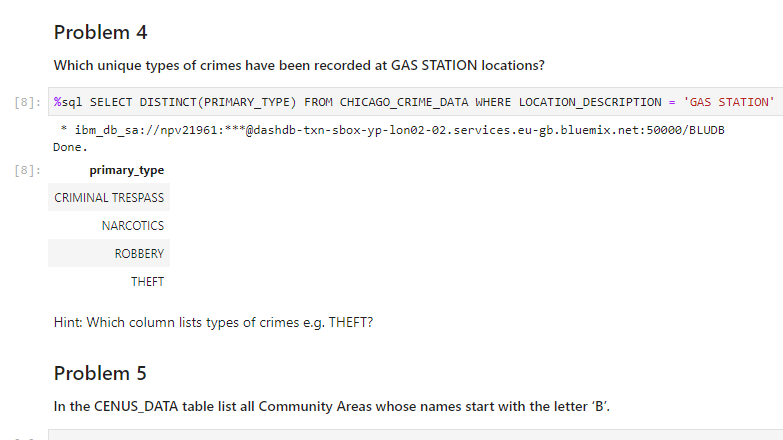 Problem 4
Which unique types of crimes have been recorded at GAS STATION locations?
[8]: %sql SELECT DISTINCT(PRIMARY_TYPE) FROM CHICAGO_CRIME_DATA WHERE LOCATION_DESCRIPTION = 'GAS STATION'
* ibm_db_sa://npv21961:***@dashdb-txn-sbox-yp-lon02-02.services.eu-gb.bluemix.net:50000/BLUDB
Done.
[8]: primary_type
CRIMINAL TRESPASS
NARCOTICS
ROBBERY
THEFT
Hint: Which column lists types of crimes e.g. THEFT?
Problem 5
In the CENUS_DATA table list all Community Areas whose names start with the letter ‘B’.